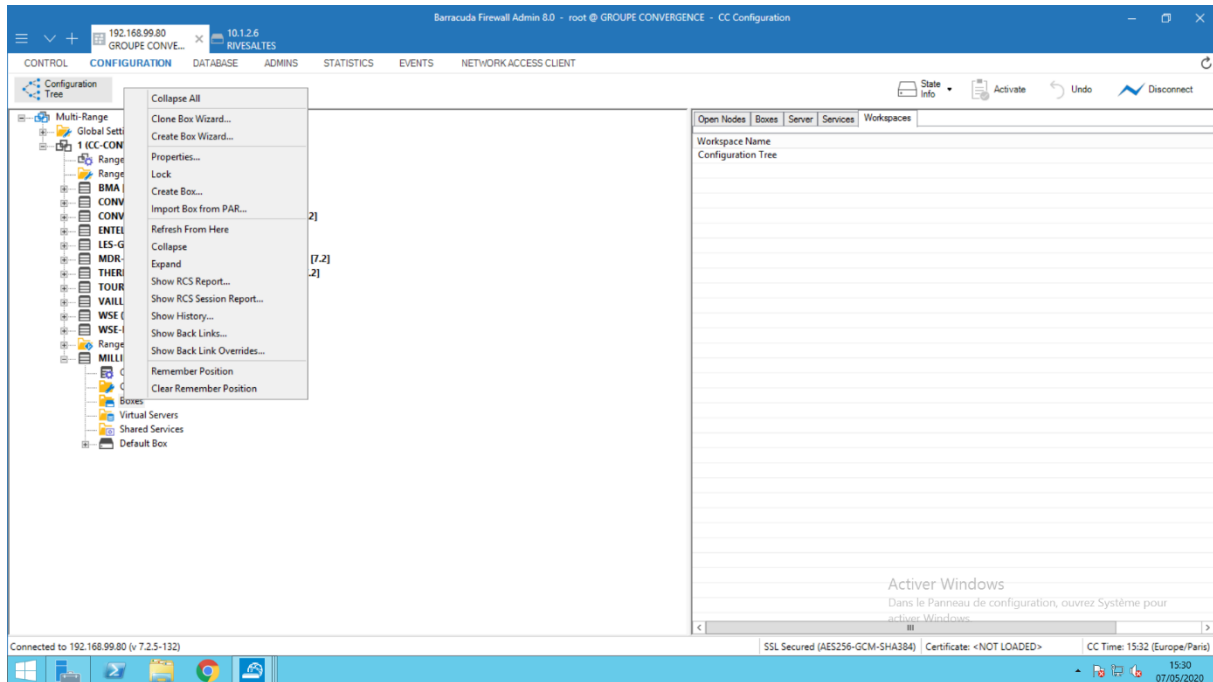 Barracuda Firewall Admin 8.0 - root @ GROUPE CONVERGENCE - CC Configuration
192.168.99.80
GROUPE CONVE...
10.1.2.6
RIVESALTES
CONTROL CONFIGURATION DATABASE ADMINS STATISTICS EVENTS NETWORK ACCESS CLIENT
Configuration
Tree
State
Info
Activate
Undo
Disconnect
Multi-Range
Global Setti
1 (CC-CON
Range
Range
BMA
CONV
CONV
2]
ENTEL
LES-G
MDR-
[7.2]
THERI
.2]
TOUR
VAILL
WSE (
WSE-I
Range
MILLI
C
C
Boxes
Virtual Servers
Shared Services
Default Box
Collapse All
Clone Box Wizard...
Create Box Wizard...
Properties...
Lock
Create Box...
Import Box from PAR...
Refresh From Here
Collapse
Expand
Show RCS Report...
Show RCS Session Report...
Show History...
Show Back Links...
Show Back Link Overrides...
Remember Position
Clear Remember Position
Open Nodes Boxes Server Services Workspaces
Workspace Name
Configuration Tree
Activer Windows
Dans le Panneau de configuration, ouvrez Système pour
activer Windows.
Connected to 192.168.99.80 (v 7.2.5-132)
SSL Secured (AES256-GCM-SHA384) Certificate: <NOT LOADED> CC Time: 15:32 (Europe/Paris)
15:30
07/05/2020